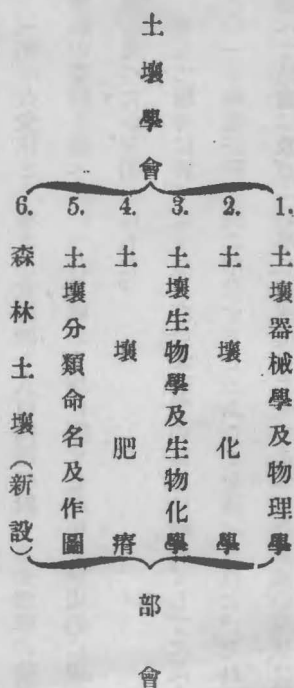 土壤學會
1. 土壤器械學及物理學
2. 土壤化學
3. 土壤生物學及生物化學
4. 土壤肥瘠
5. 土壤分類命名及作圖
6. 森林土壤(新設)
部會